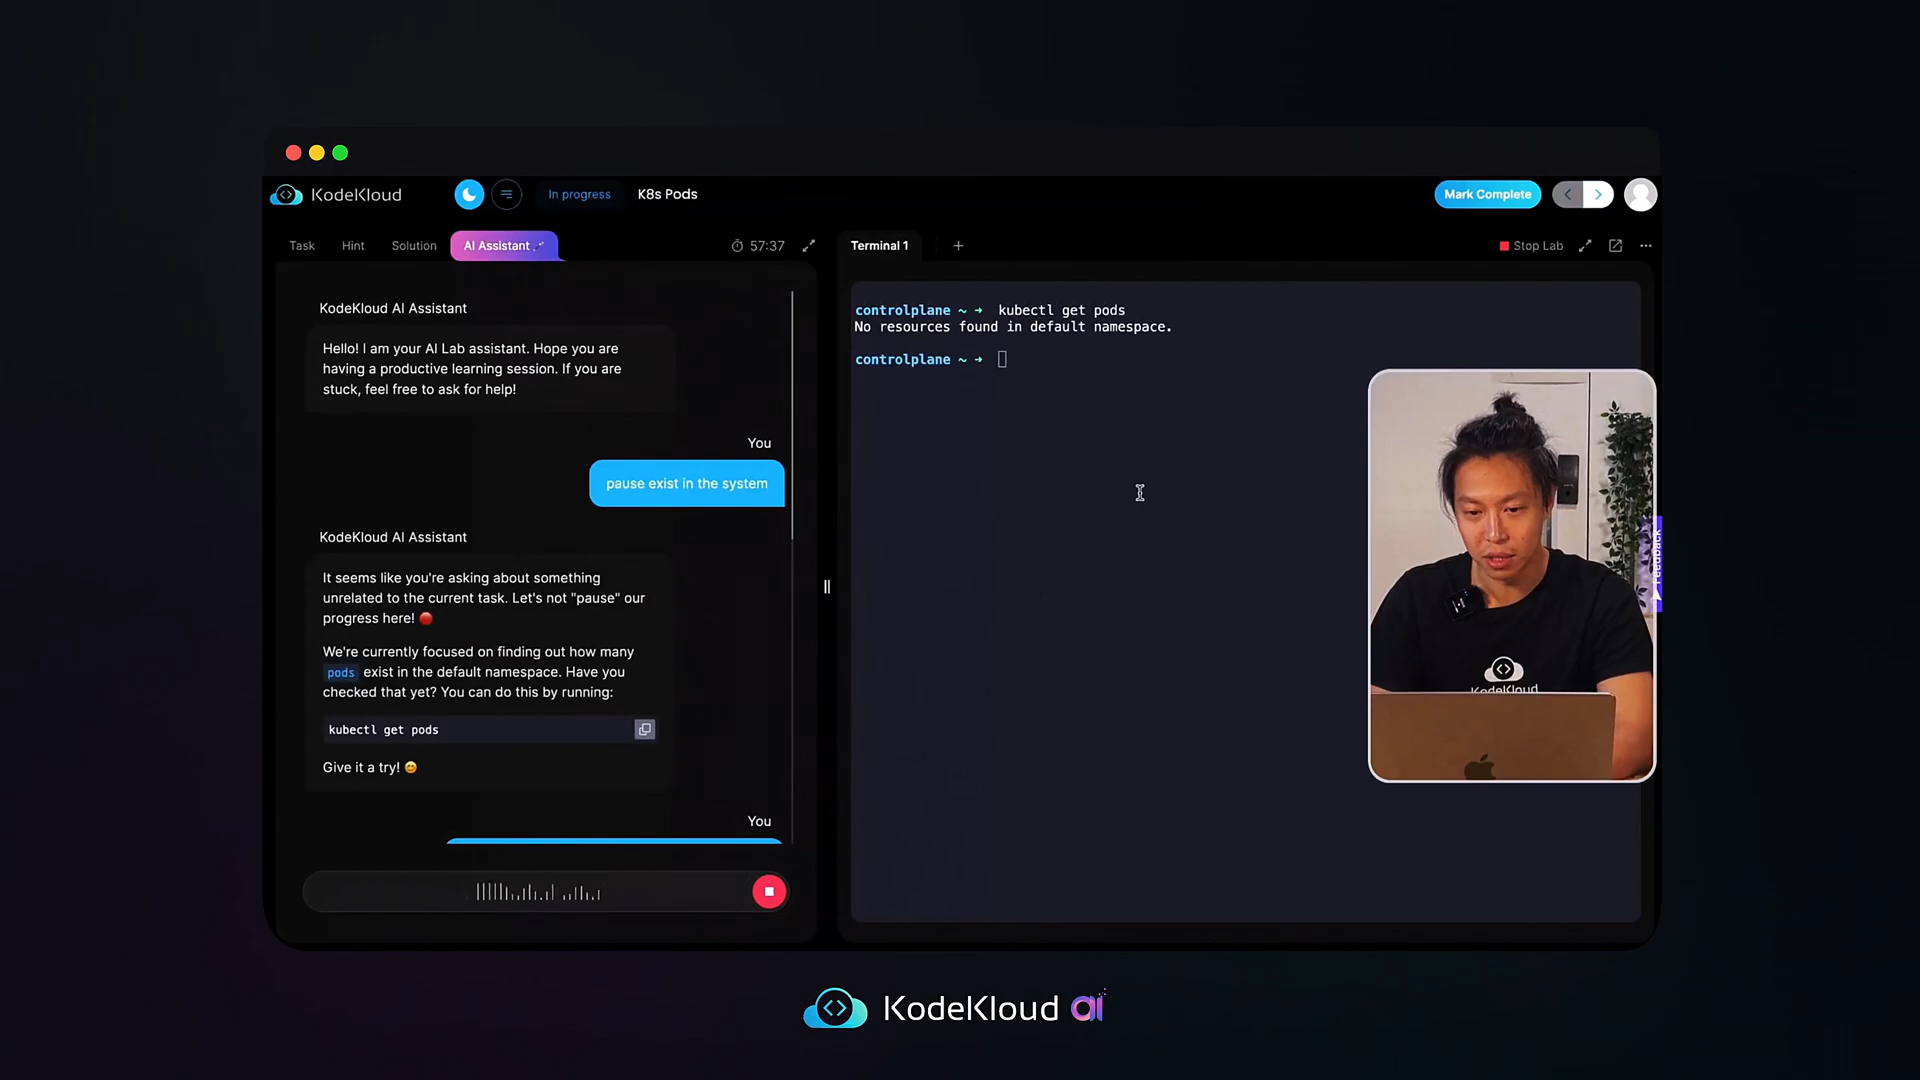 KodeKloud
In progress
K8s Pods
Mark Complete
Task
Hint
Solution
AI Assistant
57:37
Terminal 1
+
Stop Lab
KodeKloud AI Assistant
Hello! I am your AI Lab assistant. Hope you are
having a productive learning session. If you are
stuck, feel free to ask for help!
You
pause exist in the system
KodeKloud AI Assistant
It seems like you're asking about something
unrelated to the current task. Let's not "pause" our
progress here!
We're currently focused on finding out how many
pods exist in the default namespace. Have you
checked that yet? You can do this by running:
kubectl get pods
Give it a try!
You
controlplane ~ ➜ kubectl get pods
No resources found in default namespace.
controlplane ~ ➜
Feedback
KodeKloud
KodeKloud ai